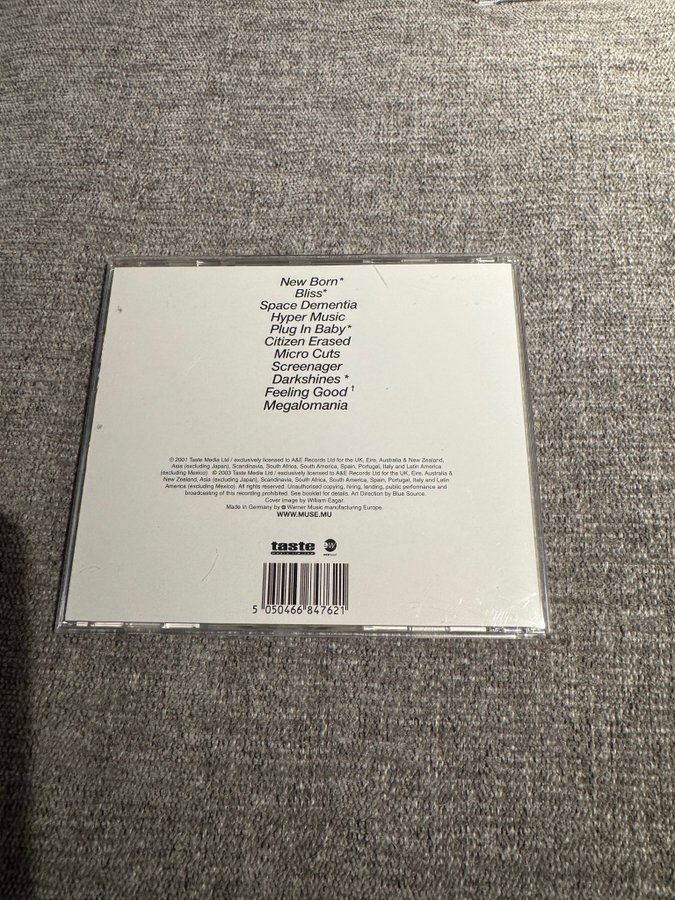 New Born*
Bliss*
Space Dementia
Hyper Music
Plug In Baby*
Citizen Erased
Micro Cuts
Screenager
Darkshines *
Feeling Good †
Megalomania
℗ 2001 Taste Media Ltd / exclusively licensed to A&E Records Ltd for the UK, Eire, Australia & New Zealand,
Asia (excluding Japan), Scandinavia, South Africa, South America, Spain, Portugal, Italy and Latin America
(excluding Mexico). © 2003 Taste Media Ltd / exclusively licensed to A&E Records Ltd for the UK, Eire, Australia &
New Zealand, Asia (excluding Japan), Scandinavia, South Africa, South America, Spain, Portugal, Italy and Latin
America (excluding Mexico). All rights reserved. Unauthorised copying, hiring, lending, public performance and
broadcasting of this recording prohibited. See booklet for details. Art Direction by Blue Source.
Cover image by William Eagar.
Made in Germany by Warner Music manufacturing Europe.
WWW.MUSE.MU
taste
5 050466 847621